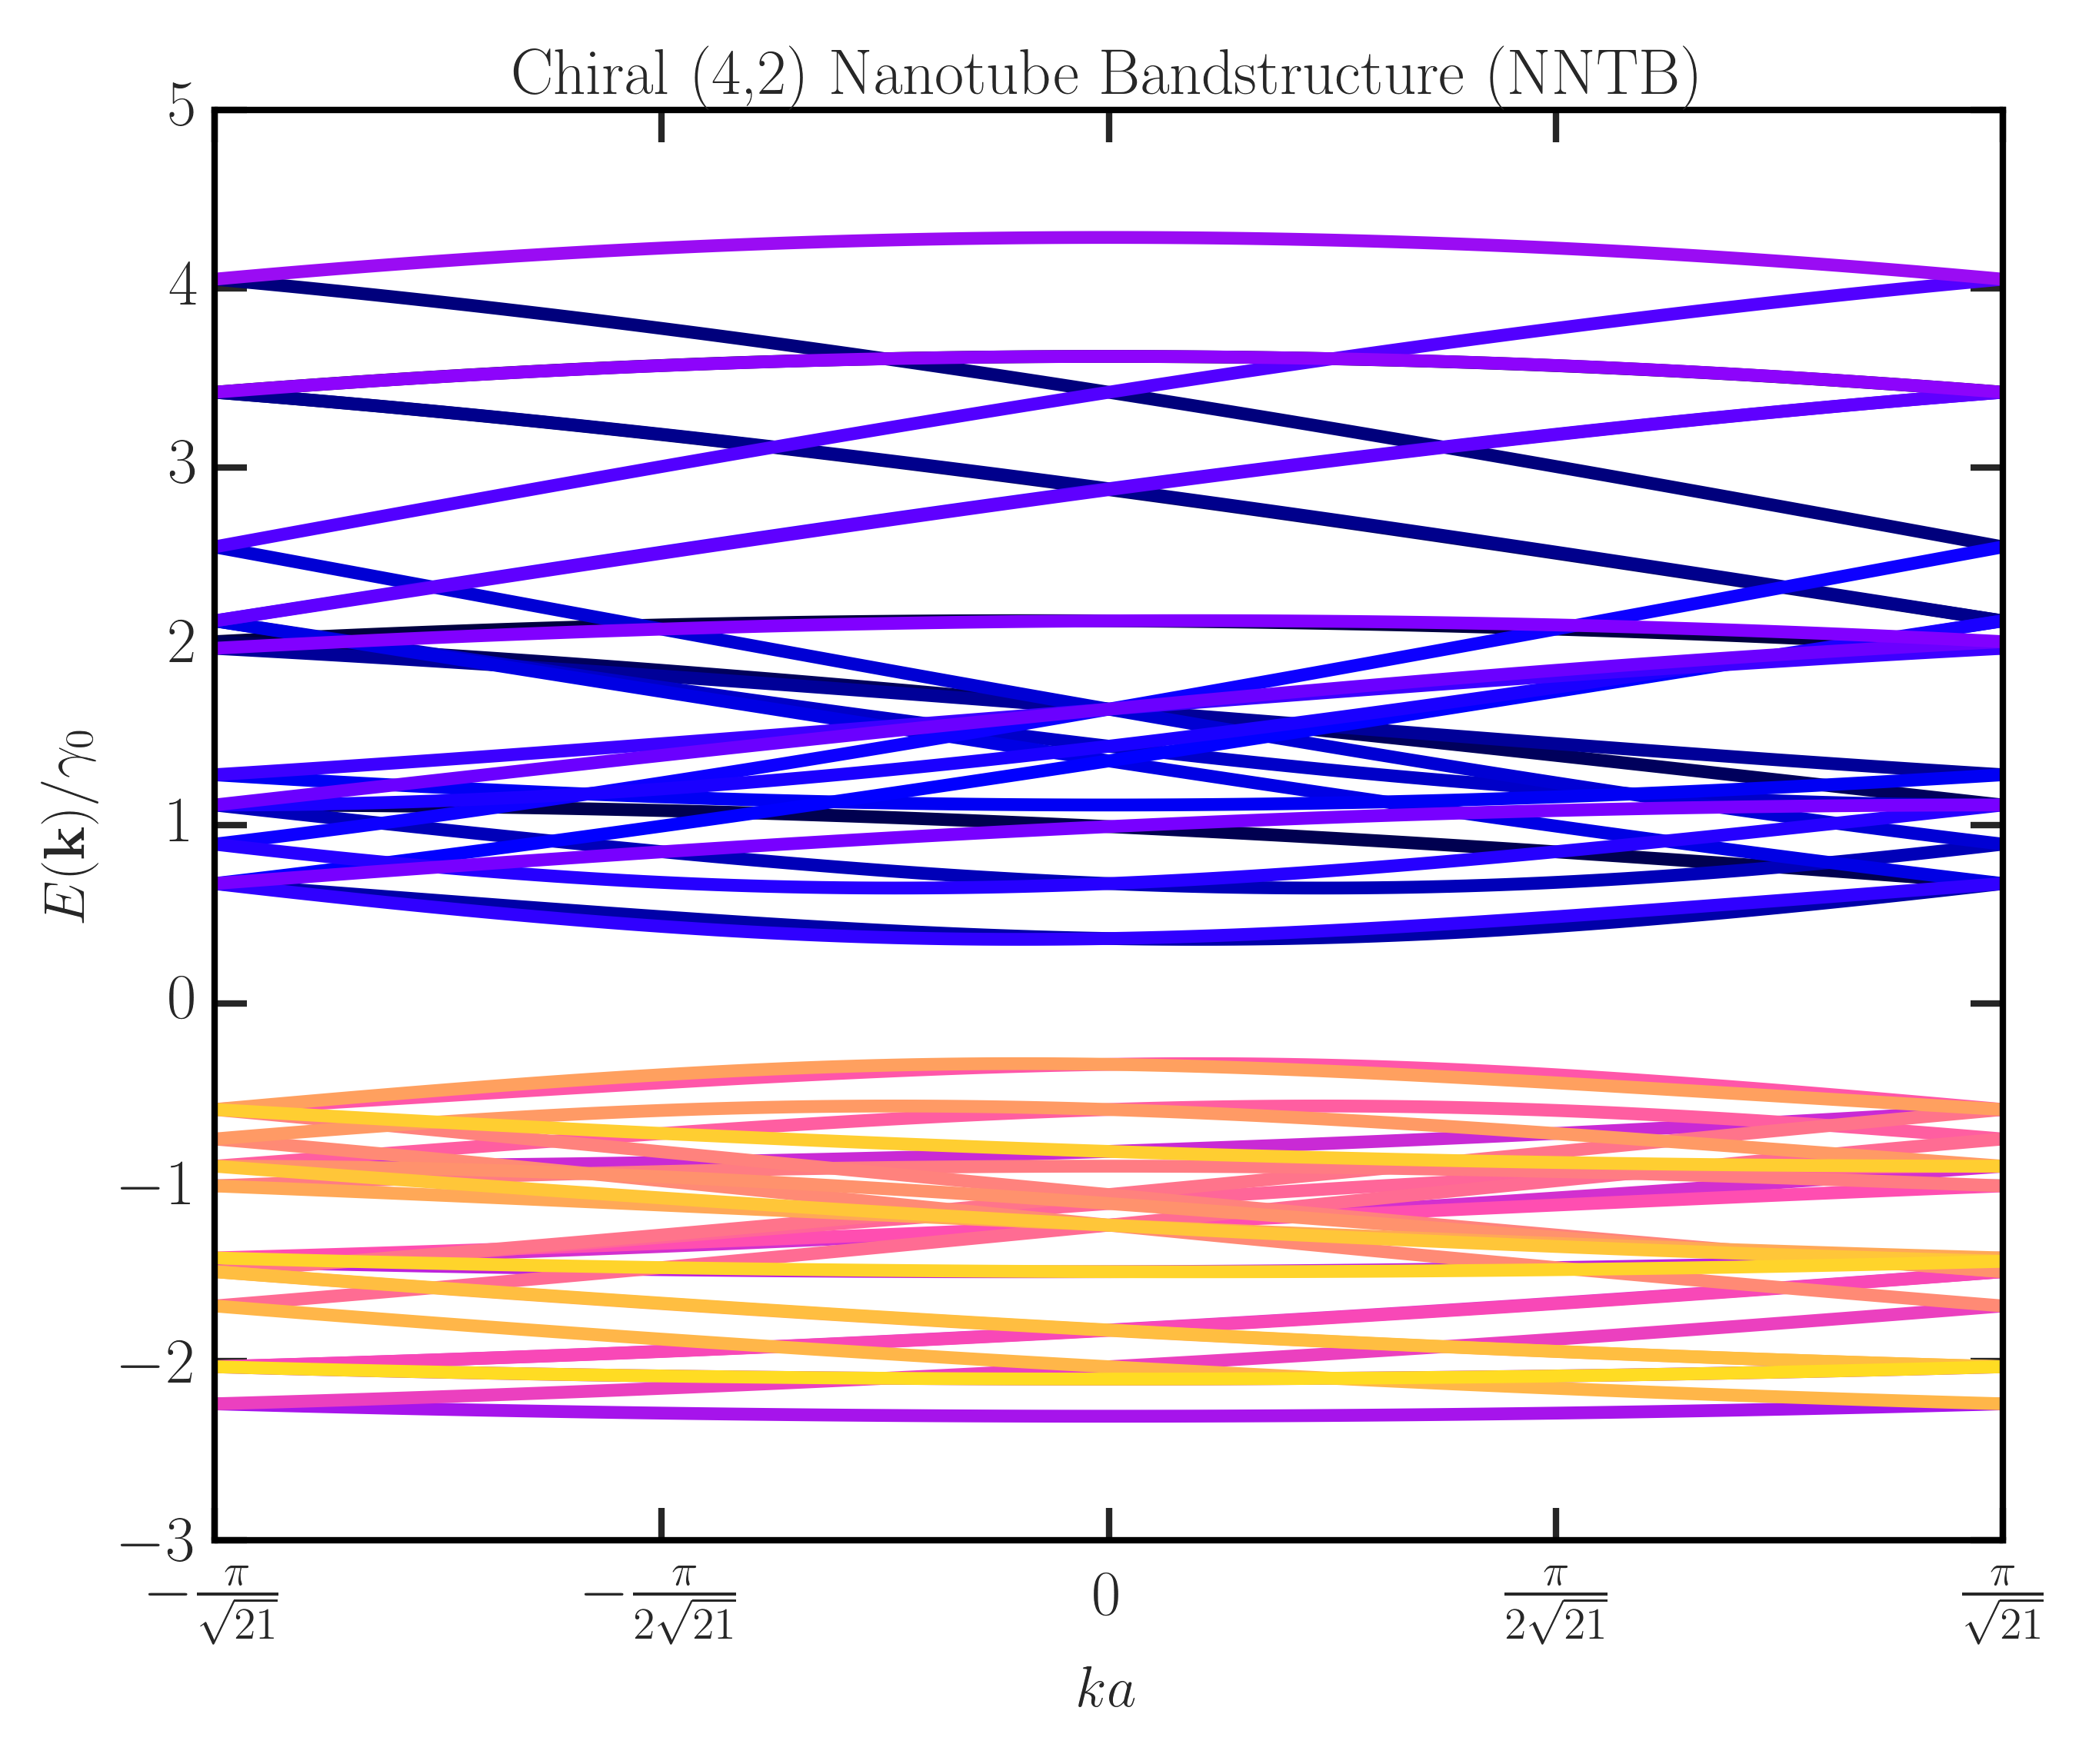 Chiral (4,2) Nanotube Bandstructure (NNTB)
5
4
3
2
1
0
−1
−2
−3
E(k)/γ₀
−π/√21
−π/2√21
0
π/2√21
π/√21
ka